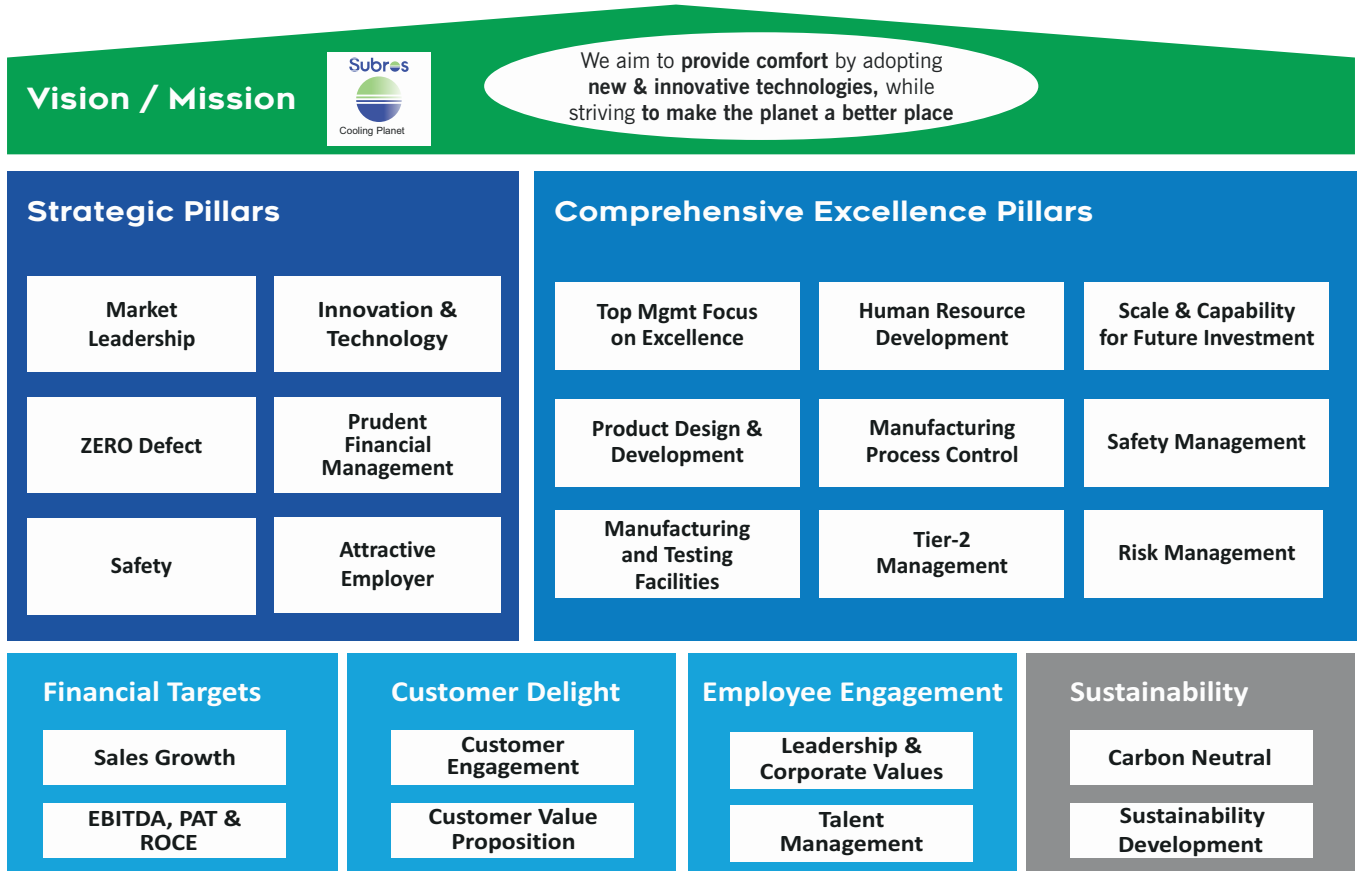 Vision / Mission
Subros
Cooling Planet
We aim to provide comfort by adopting
new & innovative technologies, while
striving to make the planet a better place
Strategic Pillars
Market
Leadership
Innovation &
Technology
ZERO Defect
Prudent
Financial
Management
Safety
Attractive
Employer
Comprehensive Excellence Pillars
Top Mgmt Focus
on Excellence
Human Resource
Development
Scale & Capability
for Future Investment
Product Design &
Development
Manufacturing
Process Control
Safety Management
Manufacturing
and Testing
Facilities
Tier-2
Management
Risk Management
Financial Targets
Sales Growth
EBITDA, PAT &
ROCE
Customer Delight
Customer
Engagement
Customer Value
Proposition
Employee Engagement
Leadership &
Corporate Values
Talent
Management
Sustainability
Carbon Neutral
Sustainability
Development